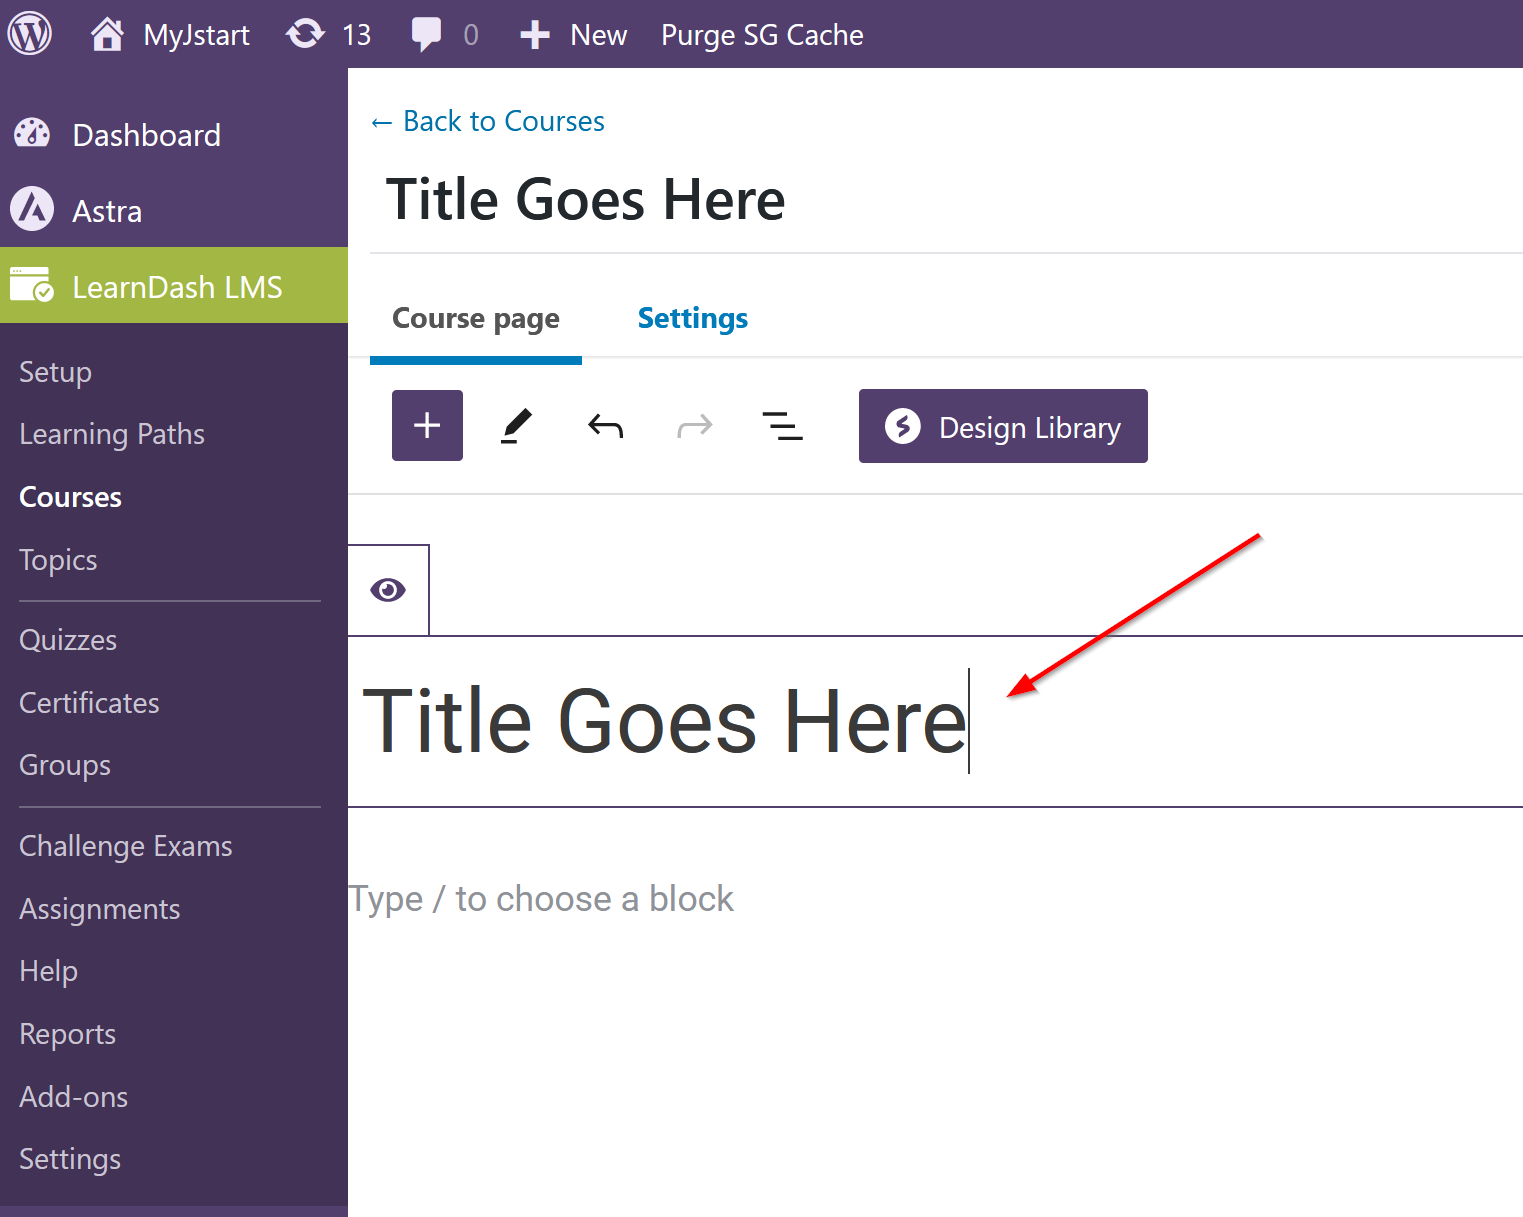 MyJstart 13 0 New Purge SG Cache
Dashboard
Astra
LearnDash LMS
Setup
Learning Paths
Courses
Topics
Quizzes
Certificates
Groups
Challenge Exams
Assignments
Help
Reports
Add-ons
Settings
← Back to Courses
Title Goes Here
Course page Settings
Design Library
Title Goes Here
Type / to choose a block